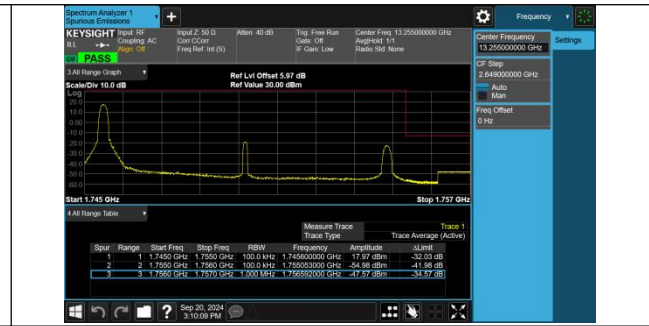 Spectrum Analyzer 1
Spurious Emissions
Frequency
KEYSIGHT Input: RF Input Z: 50 Ω Atten: 40 dB Trig: Free Run Center Freq: 13.255000000 GHz
RL Coupling: AC Corr CCorr Gate: Off Avg|Hold: 1/1
Align: Off Freq Ref: Int (S) IF Gain: Low Radio Std: None
PASS
Center Frequency
13.255000000 GHz
Settings
CF Step
2.649000000 GHz
Auto
Man
Freq Offset
0 Hz
3 All Range Graph
Scale/Div 10.0 dB
Ref Lvl Offset 5.97 dB
Ref Value 30.00 dBm
Log
20.0
10.0
0.00
-10.0
-20.0
-30.0
-40.0
-50.0
-60.0
Start 1.745 GHz Stop 1.757 GHz
4 All Range Table
Measure Trace Trace 1
Trace Type Trace Average (Active)
Spur Range Start Freq Stop Freq RBW Frequency Amplitude ΔLimit
1 1 1.7450 GHz 1.7550 GHz 100.0 kHz 1.745600000 GHz 17.97 dBm -32.03 dB
2 2 1.7550 GHz 1.7560 GHz 100.0 kHz 1.755053000 GHz -54.98 dBm -41.98 dB
3 3 1.7560 GHz 1.7570 GHz 1.000 MHz 1.756592000 GHz -47.57 dBm -34.57 dB
Sep 20, 2024
3:10:09 PM